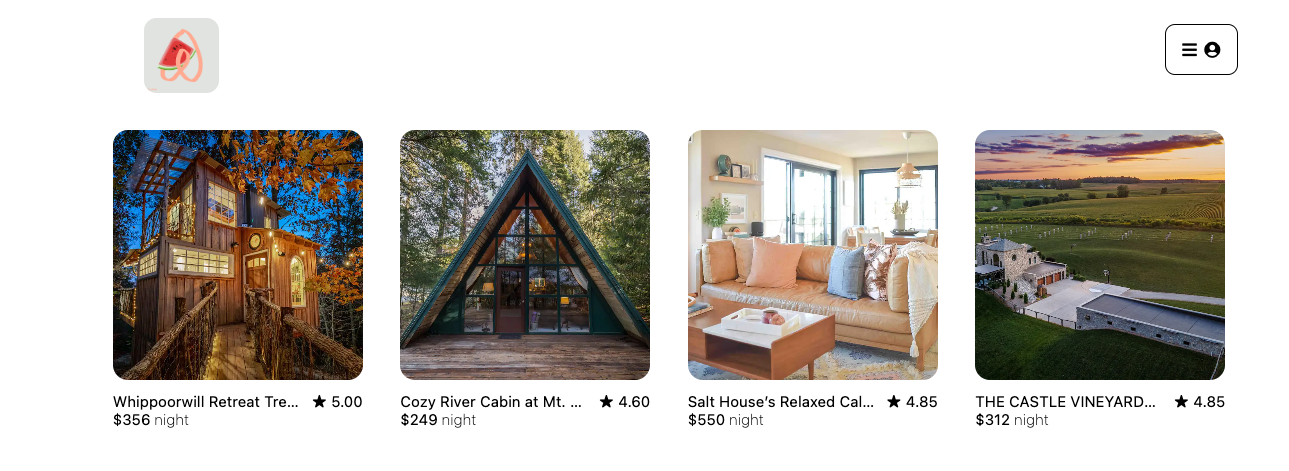 Whippoorwill Retreat Tre... ★ 5.00
$356 night
Cozy River Cabin at Mt. ... ★ 4.60
$249 night
Salt House's Relaxed Cal... ★ 4.85
$550 night
THE CASTLE VINEYARD... ★ 4.85
$312 night